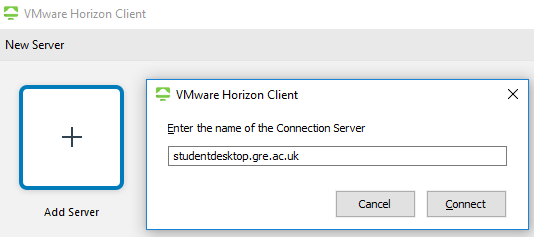 VMware Horizon Client
New Server
VMware Horizon Client
Enter the name of the Connection Server
studentdesktop.gre.ac.uk
Cancel
Connect
Add Server